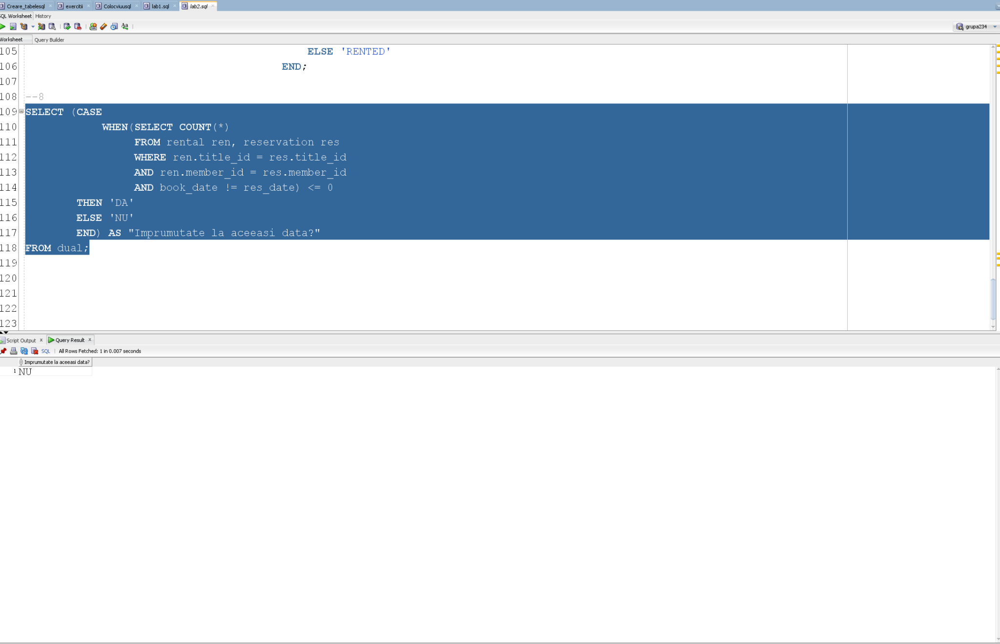 Creare_tabelesql exercitii Colocviuusql lab1.sql lab2.sql
SQL Worksheet History
grupa234
Worksheet Query Builder
105 ELSE 'RENTED'
106 END;
107
108 --8
109 SELECT (CASE
110 WHEN(SELECT COUNT(*)
111 FROM rental ren, reservation res
112 WHERE ren.title_id = res.title_id
113 AND ren.member_id = res.member_id
114 AND book_date != res_date) <= 0
115 THEN 'DA'
116 ELSE 'NU'
117 END) AS "Imprumutate la aceeasi data?"
118 FROM dual;
119
120
121
122
123
Script Output Query Result
SQL All Rows Fetched: 1 in 0.007 seconds
Imprumutate la aceeasi data?
1 NU